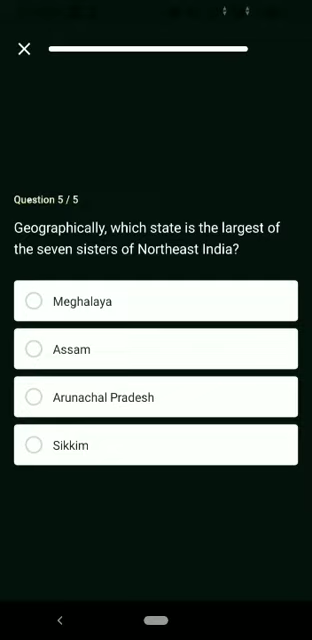 Question 5 / 5
Geographically, which state is the largest of
the seven sisters of Northeast India?
Meghalaya
Assam
Arunachal Pradesh
Sikkim